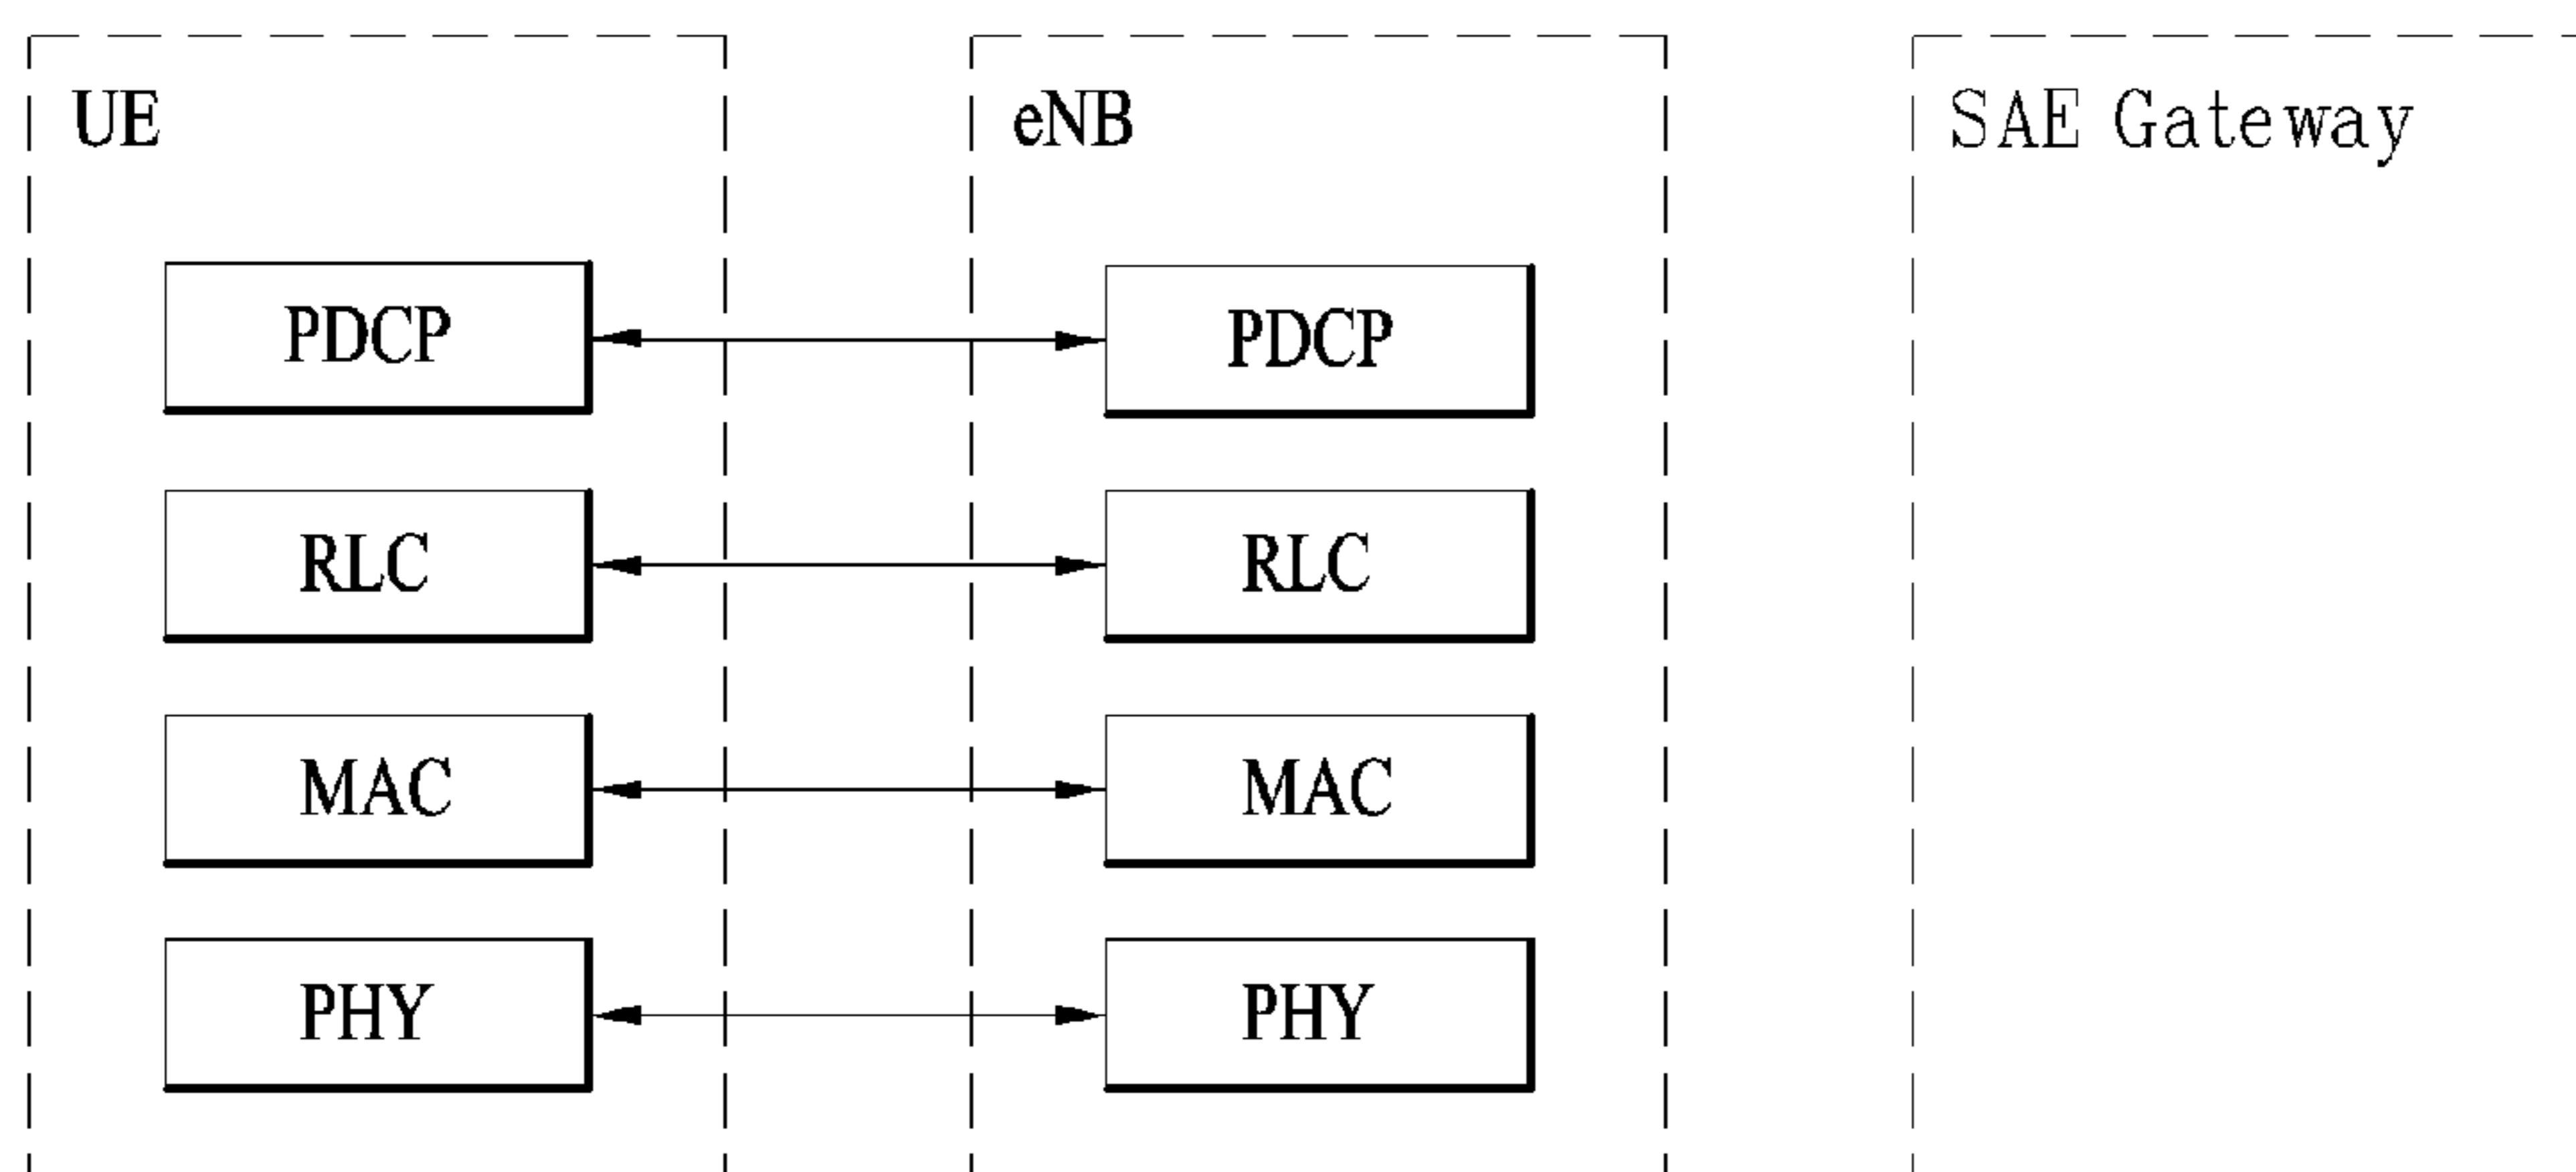 UE
eNB
SAE Gateway
PDCP
PDCP
RLC
RLC
MAC
MAC
PHY
PHY